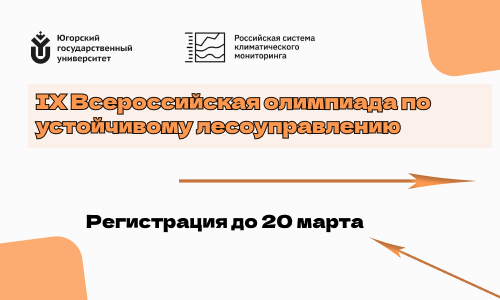 Югорский
государственный
университет
Российская система
климатического
мониторинга
IX Всероссийская олимпиада по
устойчивому лесоуправлению
Регистрация до 20 марта